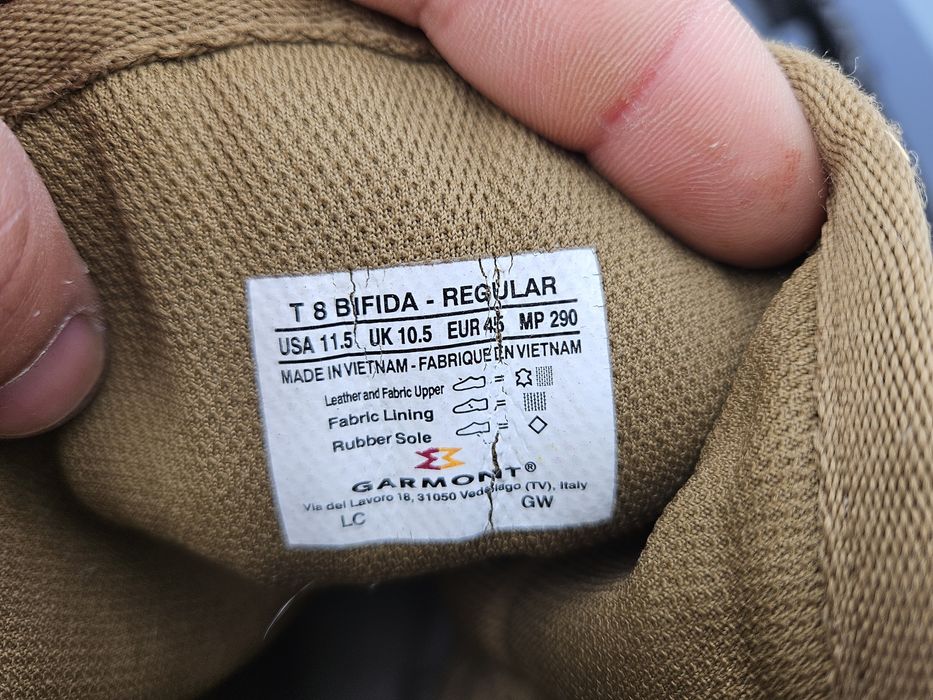 T 8 BIFIDA - REGULAR
USA 11.5 UK 10.5 EUR 45 MP 290
MADE IN VIETNAM - FABRIQUE EN VIETNAM
Leather and Fabric Upper =
Fabric Lining =
Rubber Sole =
GARMONT®
Via del Lavoro 18, 31050 Vedelago (TV), Italy
LC GW